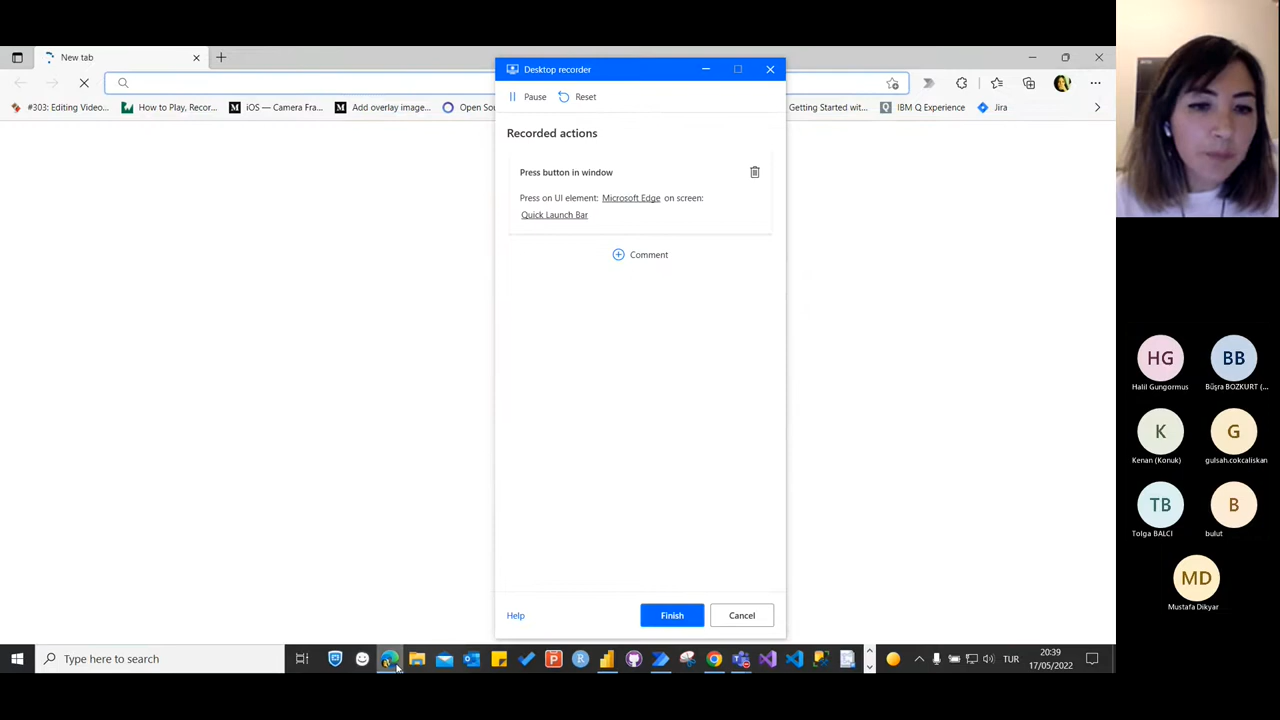 New tab
Desktop recorder
Pause
Reset
#303: Editing Video...
How to Play, Recor...
iOS — Camera Fra...
Add overlay image...
Open Sou
Getting Started wit...
IBM Q Experience
Jira
Recorded actions
Press button in window
Press on UI element: Microsoft Edge on screen:
Quick Launch Bar
Comment
Help
Finish
Cancel
HG
Halil Gungormus
BB
Büşra BOZKURT (...
K
Kenan (Konuk)
G
gulsah.cokcaliskan
TB
Tolga BALCI
B
bulut
MD
Mustafa Dikyar
Type here to search
TUR
20:39
17/05/2022